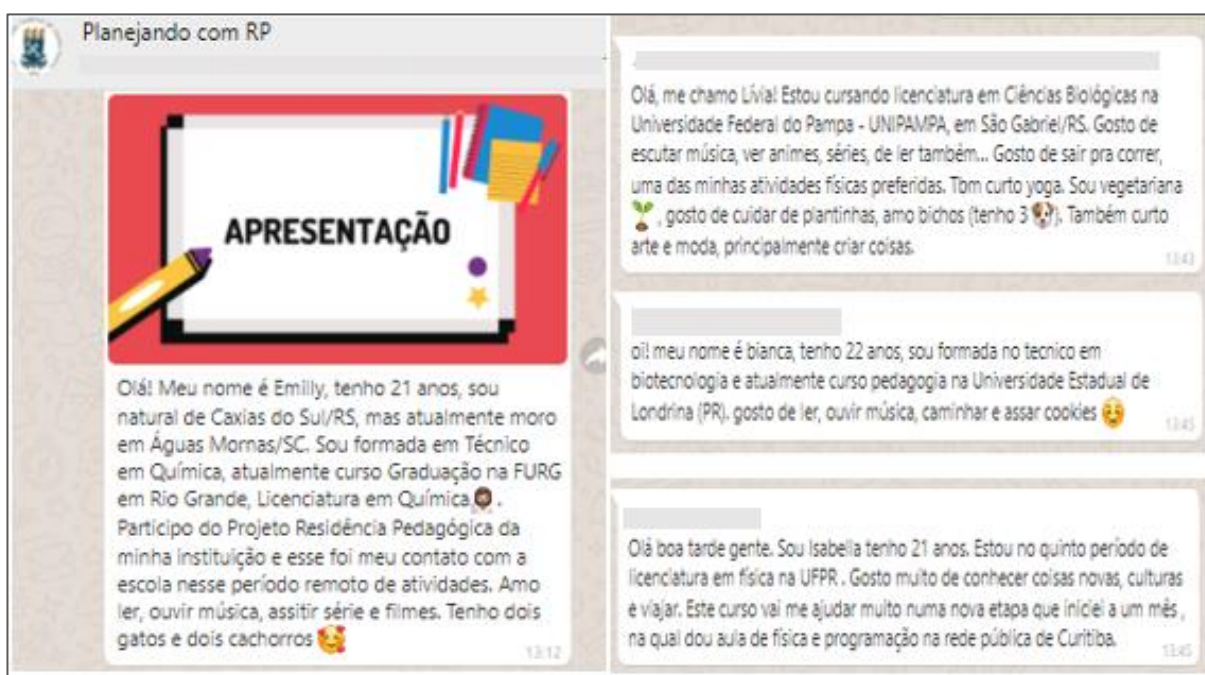 Planejando com RP
APRESENTAÇÃO
Olá! Meu nome é Emilly, tenho 21 anos, sou
natural de Caxias do Sul/RS, mas atualmente moro
em Águas Mornas/SC. Sou formada em Técnico
em Química, atualmente curso Graduação na FURG
em Rio Grande, Licenciatura em Química👩🏽.
Participo do Projeto Residência Pedagógica da
minha instituição e esse foi meu contato com a
escola nesse período remoto de atividades. Amo
ler, ouvir música, assitir série e filmes. Tenho dois
gatos e dois cachorros 🥰
13:12
Olá, me chamo Lívia! Estou cursando licenciatura em Ciências Biológicas na
Universidade Federal do Pampa - UNIPAMPA, em São Gabriel/RS. Gosto de
escutar música, ver animes, séries, de ler também... Gosto de sair pra correr,
uma das minhas atividades físicas preferidas. Tbm curto yoga. Sou vegetariana
🌱, gosto de cuidar de plantinhas, amo bichos (tenho 3 🐶). Também curto
arte e moda, principalmente criar coisas.
13:43
oi! meu nome é bianca, tenho 22 anos, sou formada no tecnico em
biotecnologia e atualmente curso pedagogia na Universidade Estadual de
Londrina (PR). gosto de ler, ouvir música, caminhar e assar cookies ☺️
13:45
Olá boa tarde gente. Sou Isabella tenho 21 anos. Estou no quinto período de
licenciatura em física na UFPR . Gosto muito de conhecer coisas novas, culturas
e viajar. Este curso vai me ajudar muito numa nova etapa que iniciei a um mês ,
na qual dou aula de física e programação na rede pública de Curitiba.
13:45